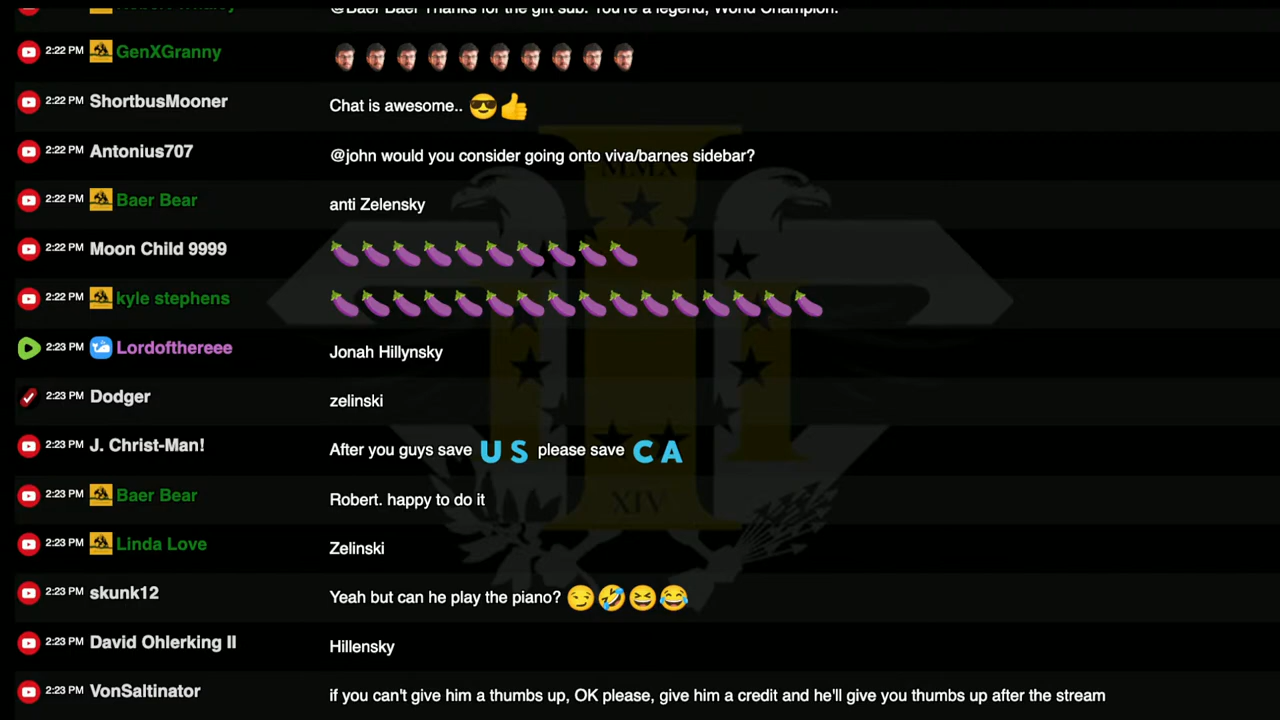 @Baer Baer Thanks for the gift sub. You're a legend, World Champion.
2:22 PM GenXGranny
2:22 PM ShortbusMooner Chat is awesome.. 😎👍
2:22 PM Antonius707 @john would you consider going onto viva/barnes sidebar?
2:22 PM Baer Bear anti Zelensky
2:22 PM Moon Child 9999 🍆🍆🍆🍆🍆🍆🍆🍆🍆🍆
2:22 PM kyle stephens 🍆🍆🍆🍆🍆🍆🍆🍆🍆🍆🍆🍆🍆🍆🍆🍆
2:23 PM Lordofthereee Jonah Hillynsky
2:23 PM Dodger zelinski
2:23 PM J. Christ-Man! After you guys save U S please save C A
2:23 PM Baer Bear Robert. happy to do it
2:23 PM Linda Love Zelinski
2:23 PM skunk12 Yeah but can he play the piano? 😏🤣😆😂
2:23 PM David Ohlerking II Hillensky
2:23 PM VonSaltinator if you can't give him a thumbs up, OK please, give him a credit and he'll give you thumbs up after the stream
MMX
XIV